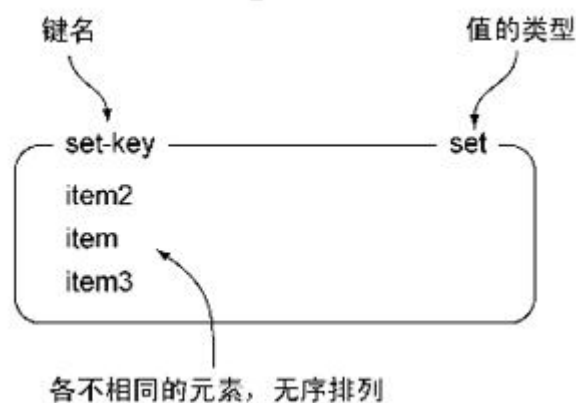 键名 值的类型
set-key set
item2
item
item3
各不相同的元素，无序排列